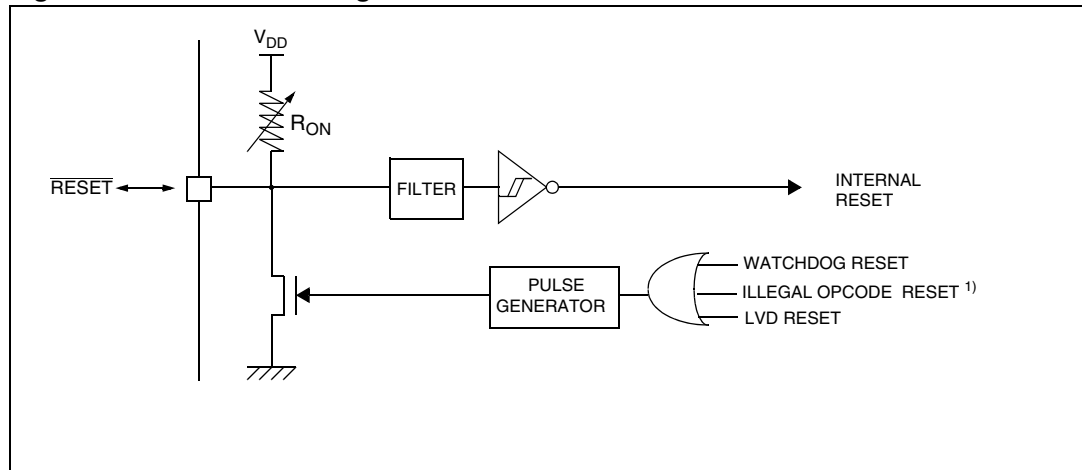 V_DD
R_ON
RESET
FILTER
INTERNAL
RESET
PULSE
GENERATOR
WATCHDOG RESET
ILLEGAL OPCODE RESET 1)
LVD RESET